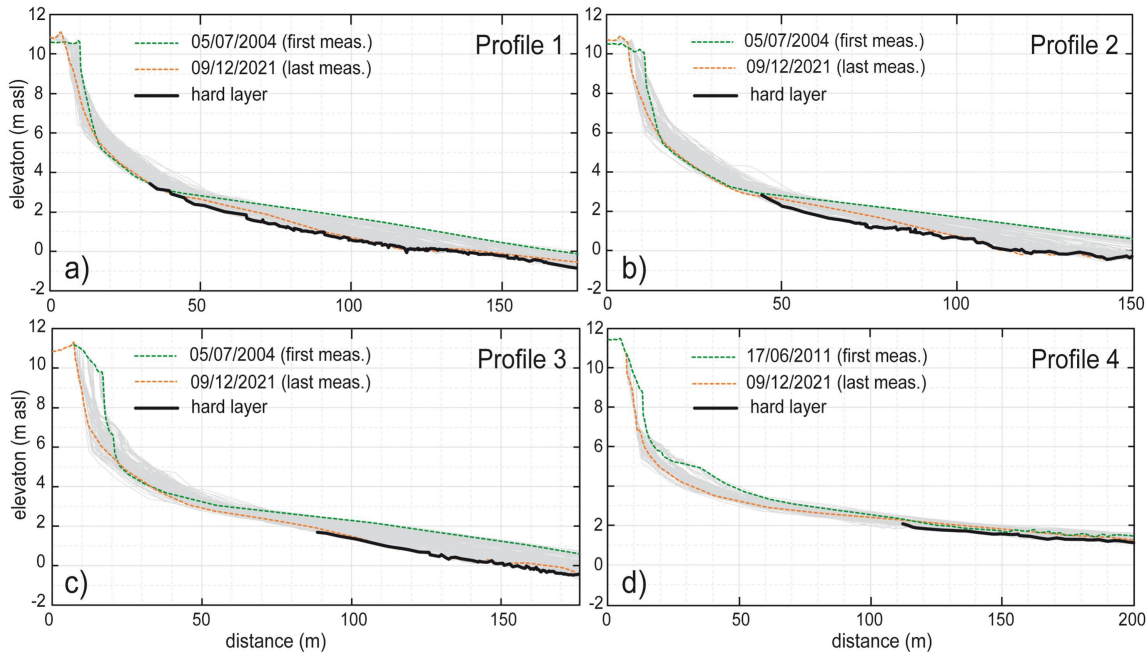 12
10
8
6
4
2
0
-2
elevaton (m asl)
05/07/2004 (first meas.)
09/12/2021 (last meas.)
hard layer
Profile 1
a)
0
50
100
150
12
10
8
6
4
2
0
-2
05/07/2004 (first meas.)
09/12/2021 (last meas.)
hard layer
Profile 2
b)
0
50
100
150
12
10
8
6
4
2
0
-2
elevaton (m asl)
05/07/2004 (first meas.)
09/12/2021 (last meas.)
hard layer
Profile 3
c)
0
50
100
150
distance (m)
12
10
8
6
4
2
0
-2
17/06/2011 (first meas.)
09/12/2021 (last meas.)
hard layer
Profile 4
d)
0
50
100
150
200
distance (m)